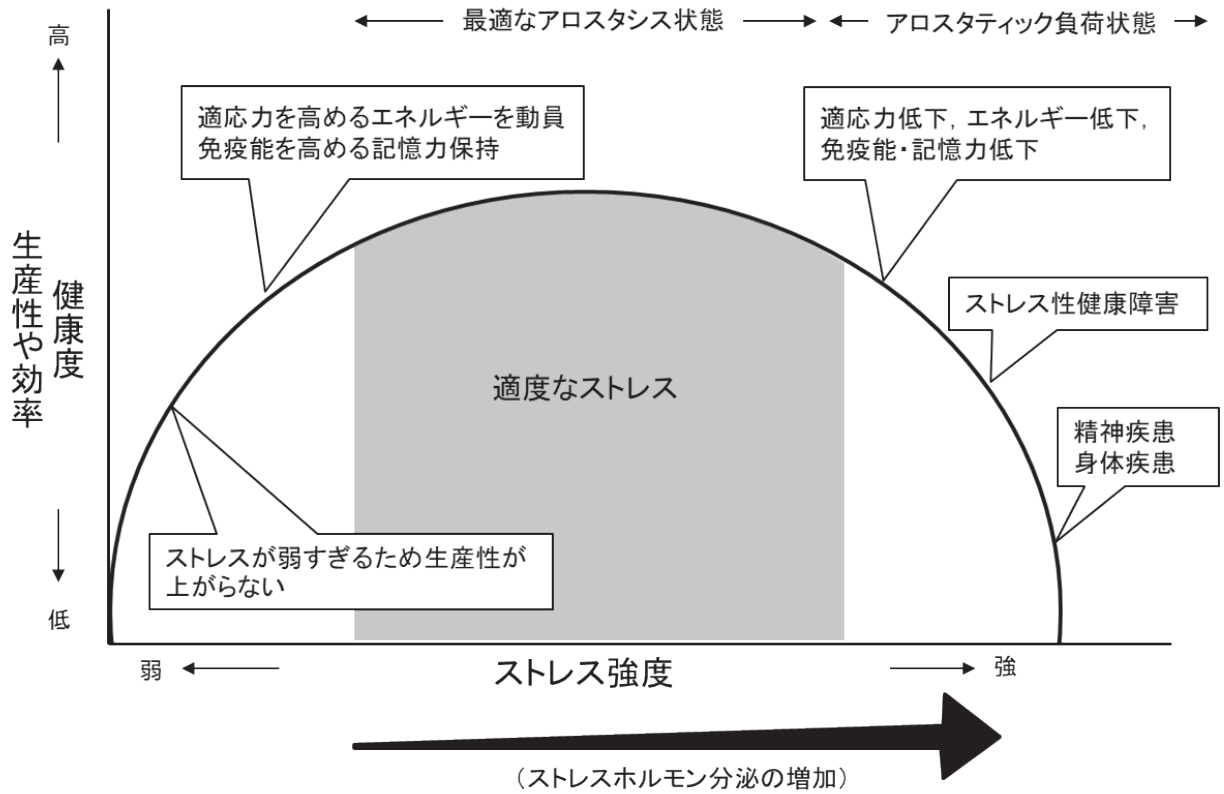 最適なアロスタシス状態
アロスタティック負荷状態
高
適応力を高めるエネルギーを動員
免疫能を高める記憶力保持
適応力低下，エネルギー低下，
免疫能・記憶力低下
生産性や効率
健康度
ストレス性健康障害
適度なストレス
精神疾患
身体疾患
ストレスが弱すぎるため生産性が
上がらない
低
弱
ストレス強度
強
（ストレスホルモン分泌の増加）